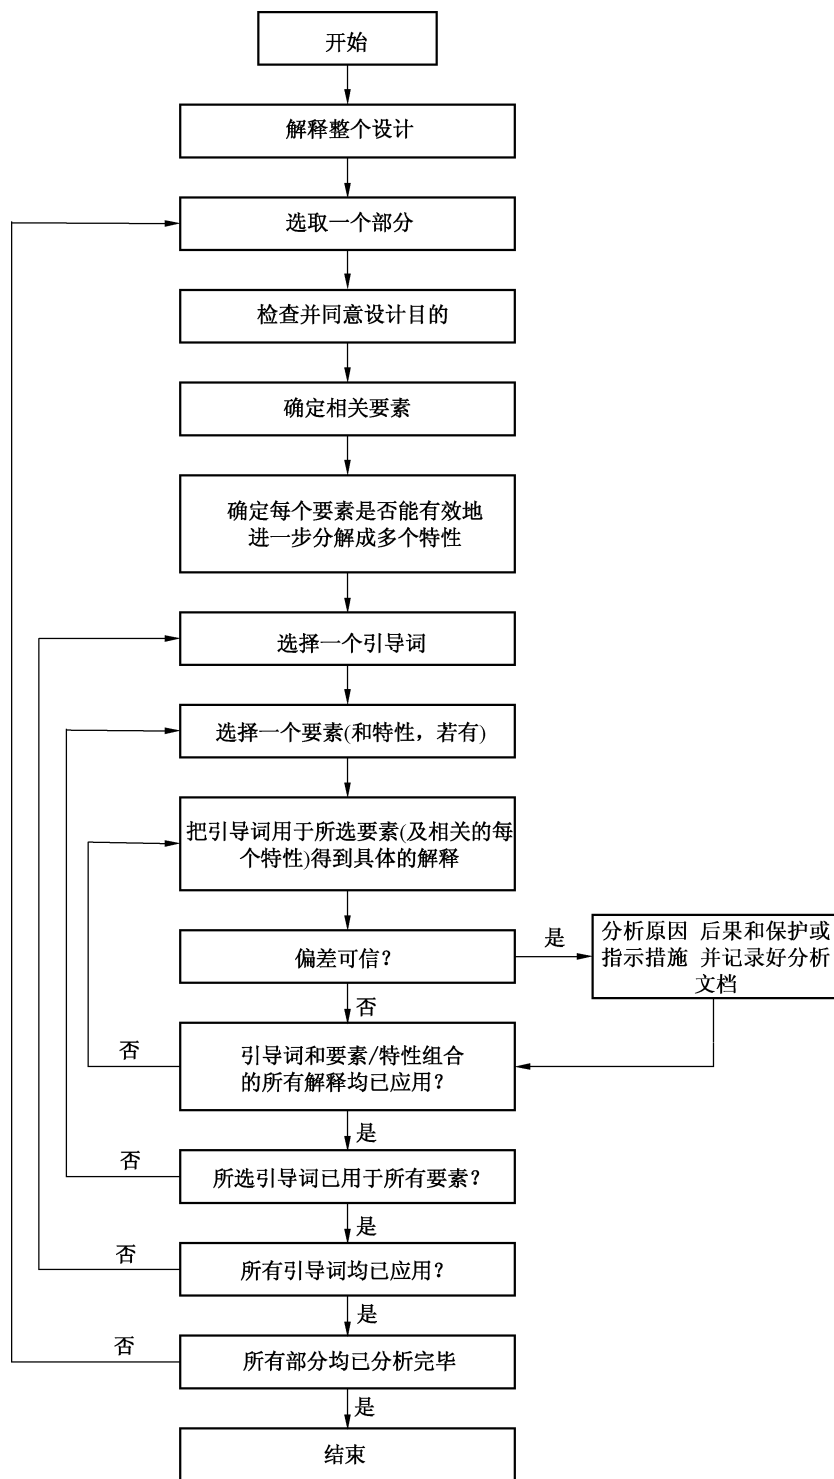 开始
解释整个设计
选取一个部分
检查并同意设计目的
确定相关要素
确定每个要素是否能有效地
进一步分解成多个特性
选择一个引导词
选择一个要素(和特性，若有)
把引导词用于所选要素(及相关的每
个特性)得到具体的解释
偏差可信？
是
分析原因 后果和保护或
指示措施 并记录好分析
文档
否
引导词和要素/特性组合
的所有解释均已应用？
否
是
所选引导词已用于所有要素？
否
是
所有引导词均已应用？
否
是
所有部分均已分析完毕
否
是
结束